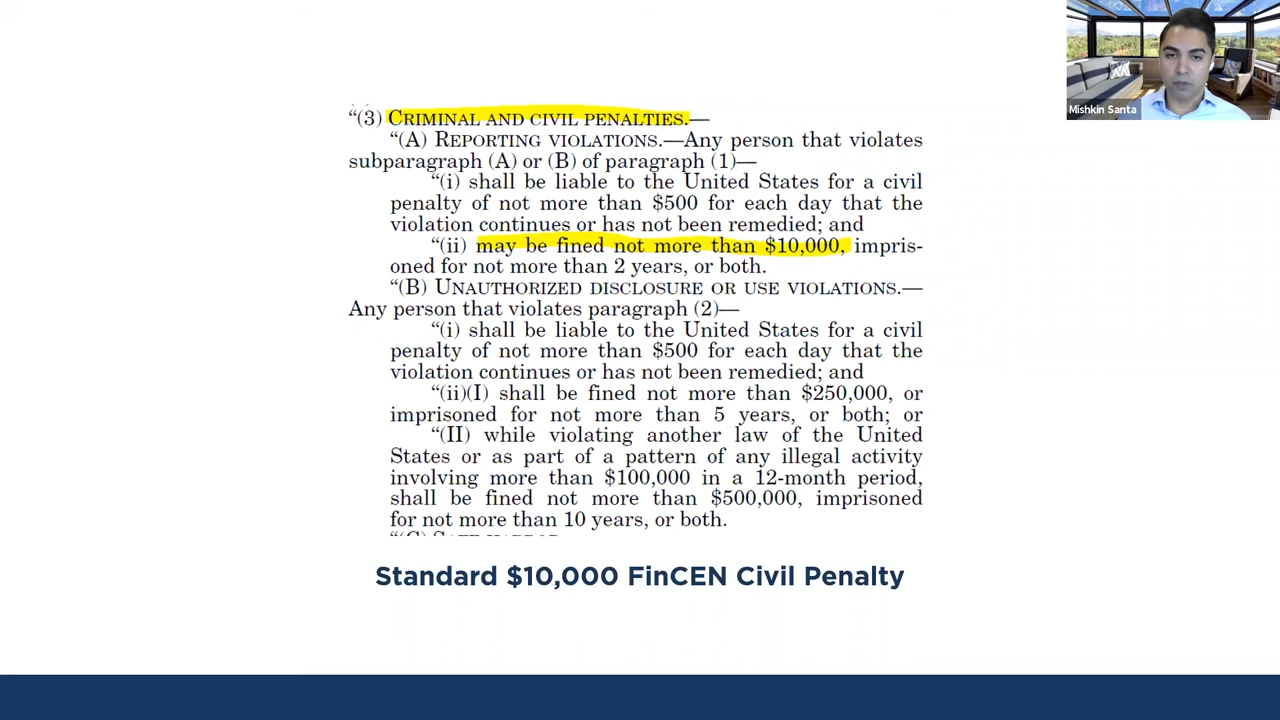 Mishkin Santa
“(3) CRIMINAL AND CIVIL PENALTIES.—
“(A) REPORTING VIOLATIONS.—Any person that violates
subparagraph (A) or (B) of paragraph (1)—
“(i) shall be liable to the United States for a civil
penalty of not more than $500 for each day that the
violation continues or has not been remedied; and
“(ii) may be fined not more than $10,000, impris-
oned for not more than 2 years, or both.
“(B) UNAUTHORIZED DISCLOSURE OR USE VIOLATIONS.—
Any person that violates paragraph (2)—
“(i) shall be liable to the United States for a civil
penalty of not more than $500 for each day that the
violation continues or has not been remedied; and
“(ii)(I) shall be fined not more than $250,000, or
imprisoned for not more than 5 years, or both; or
“(II) while violating another law of the United
States or as part of a pattern of any illegal activity
involving more than $100,000 in a 12-month period,
shall be fined not more than $500,000, imprisoned
for not more than 10 years, or both.
Standard $10,000 FinCEN Civil Penalty